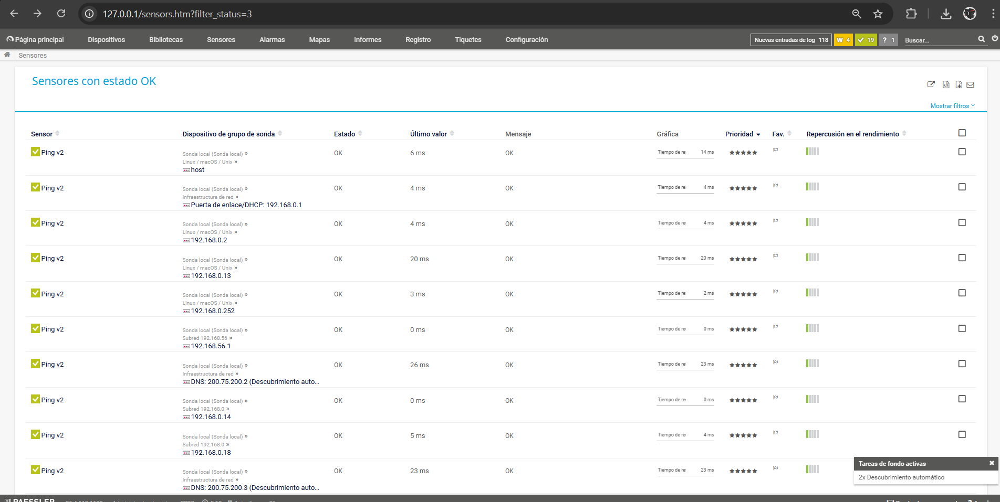 127.0.0.1/sensors.htm?filter_status=3
Página principal Dispositivos Bibliotecas Sensores Alarmas Mapas Informes Registro Tiquetes Configuración Nuevas entradas de log 118 W 4 19 ? 1 Buscar...
Sensores
Sensores con estado OK
Mostrar filtros
Sensor Dispositivo de grupo de sonda Estado Último valor Mensaje Gráfica Prioridad Fav. Repercusión en el rendimiento
Ping v2 Sonda local (Sonda local) » OK 6 ms OK Tiempo de re 14 ms
Linux / macOS / Unix »
host
Ping v2 Sonda local (Sonda local) » OK 4 ms OK Tiempo de re 4 ms
Infraestructura de red »
Puerta de enlace/DHCP: 192.168.0.1
Ping v2 Sonda local (Sonda local) » OK 4 ms OK Tiempo de re 4 ms
Linux / macOS / Unix »
192.168.0.2
Ping v2 Sonda local (Sonda local) » OK 20 ms OK Tiempo de re 20 ms
Linux / macOS / Unix »
192.168.0.13
Ping v2 Sonda local (Sonda local) » OK 3 ms OK Tiempo de re 2 ms
Linux / macOS / Unix »
192.168.0.252
Ping v2 Sonda local (Sonda local) » OK 0 ms OK Tiempo de re 0 ms
Subred 192.168.56 »
192.168.56.1
Ping v2 Sonda local (Sonda local) » OK 26 ms OK Tiempo de re 23 ms
Infraestructura de red »
DNS: 200.75.200.2 (Descubrimiento auto...
Ping v2 Sonda local (Sonda local) » OK 0 ms OK Tiempo de re 0 ms
Subred 192.168.0 »
192.168.0.14
Ping v2 Sonda local (Sonda local) » OK 5 ms OK Tiempo de re 4 ms
Subred 192.168.0 »
192.168.0.18
Ping v2 Sonda local (Sonda local) » OK 23 ms OK Tiempo de re 23 ms
Infraestructura de red »
DNS: 200.75.200.3 (Descubrimiento auto...
Tareas de fondo activas
2x Descubrimiento automático
PAESSLER